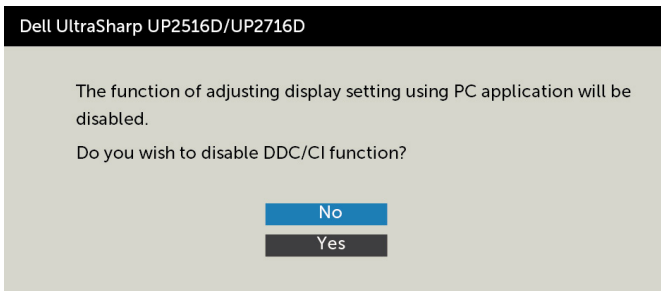 Dell UltraSharp UP2516D/UP2716D
The function of adjusting display setting using PC application will be
disabled.
Do you wish to disable DDC/CI function?
No
Yes